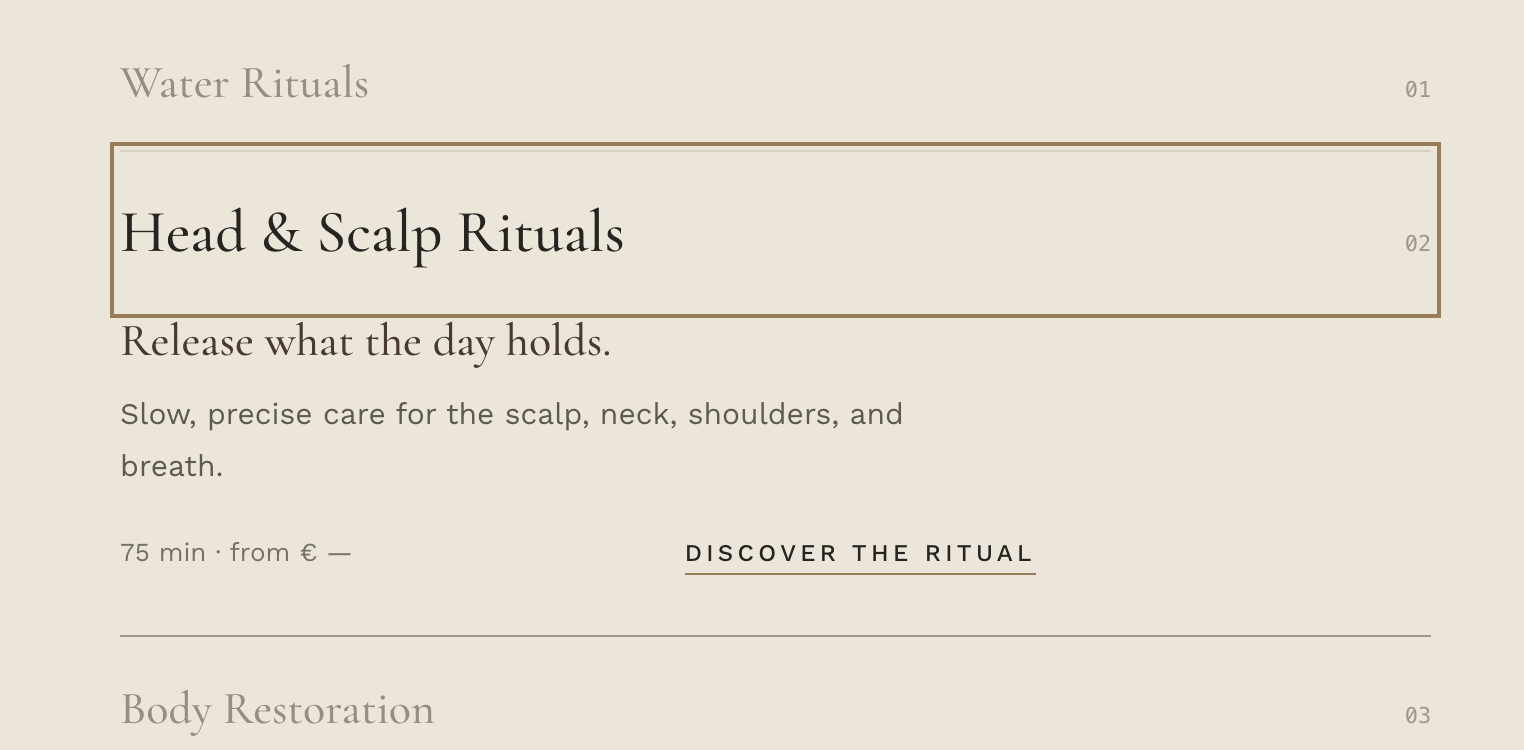 Water Rituals 01
Head & Scalp Rituals 02
Release what the day holds.
Slow, precise care for the scalp, neck, shoulders, and
breath.
75 min · from € — DISCOVER THE RITUAL
Body Restoration 03